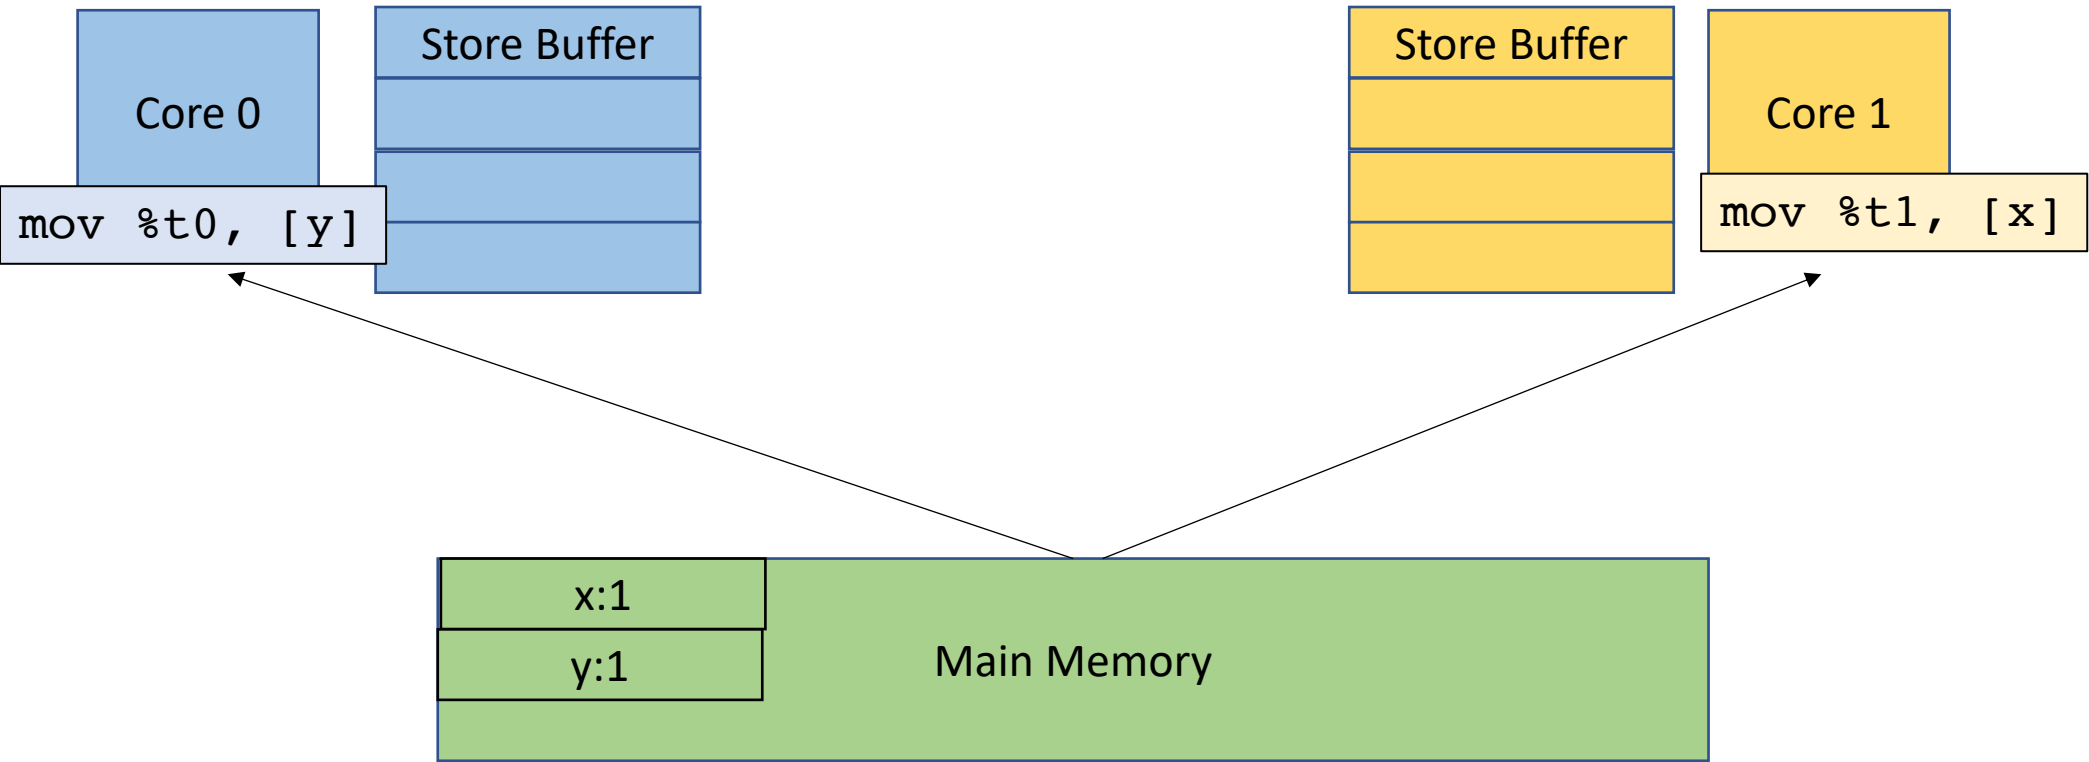 Core 0
Store Buffer
mov %t0, [y]
Store Buffer
Core 1
mov %t1, [x]
x:1
y:1
Main Memory